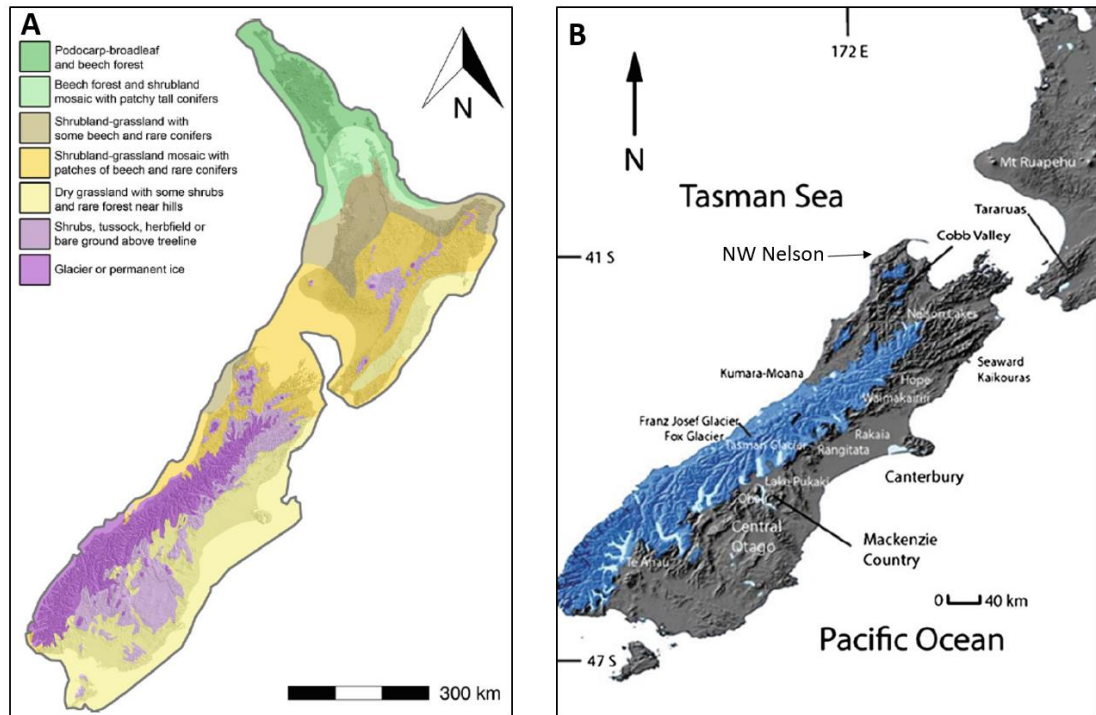 A
Podocarp-broadleaf
and beech forest
Beech forest and shrubland
mosaic with patchy tall conifers
Shrubland-grassland with
some beech and rare conifers
Shrubland-grassland mosaic with
patches of beech and rare conifers
Dry grassland with some shrubs
and rare forest near hills
Shrubs, tussock, herbfield or
bare ground above treeline
Glacier or permanent ice
N
300 km
B
172 E
N
Mt Ruapehu
Tasman Sea
Tararuas
Cobb Valley
41 S
NW Nelson
Nelson Lakes
Seaward
Kaikouras
Kumara-Moana
Hope
Waimakariri
Franz Josef Glacier
Fox Glacier
Tasman Glacier
Rakaia
Rangitata
Canterbury
Lake Pukaki
Central
Otago
Mackenzie
Country
Te Anau
0 40 km
Pacific Ocean
47 S